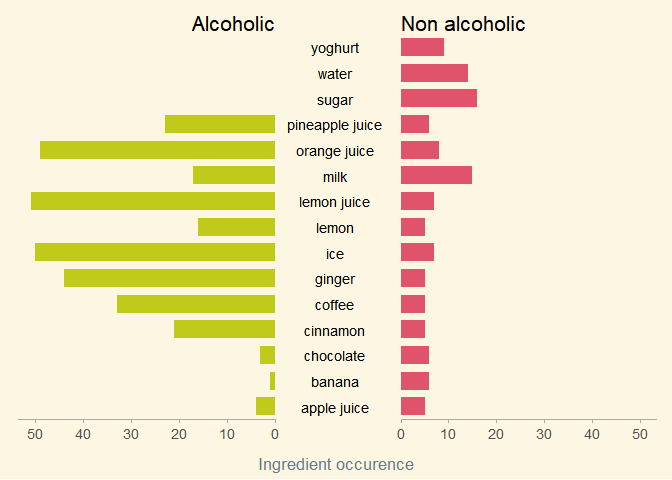 Alcoholic Non alcoholic
yoghurt
water
sugar
pineapple juice
orange juice
milk
lemon juice
lemon
ice
ginger
coffee
cinnamon
chocolate
banana
apple juice
50 40 30 20 10 0 0 10 20 30 40 50
Ingredient occurence